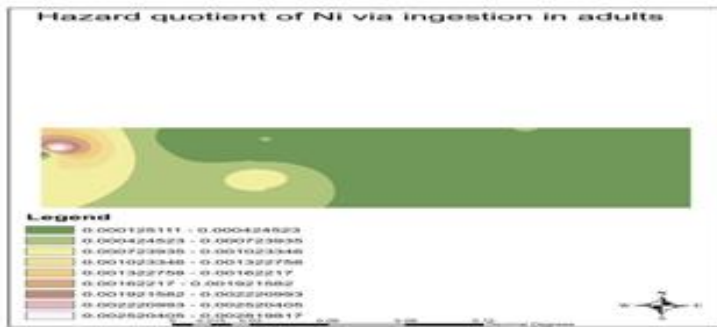 Hazard quotient of Ni via ingestion in adults
Legend
0.000125111 - 0.000424523
0.000424523 - 0.000723935
0.000723935 - 0.001023346
0.001023346 - 0.001322758
0.001322758 - 0.00162217
0.00162217 - 0.001921582
0.001921582 - 0.002220993
0.002220993 - 0.002520405
0.002520405 - 0.002819817